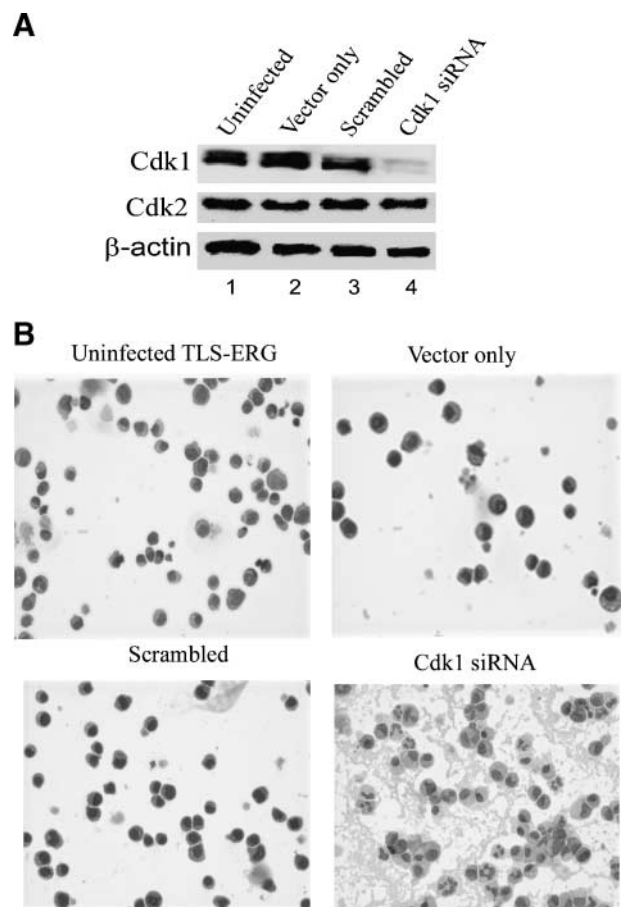 A
Uninfected
Vector only
Scrambled
Cdk1 siRNA
Cdk1
Cdk2
β-actin
1 2 3 4
B
Uninfected TLS-ERG
Vector only
Scrambled
Cdk1 siRNA